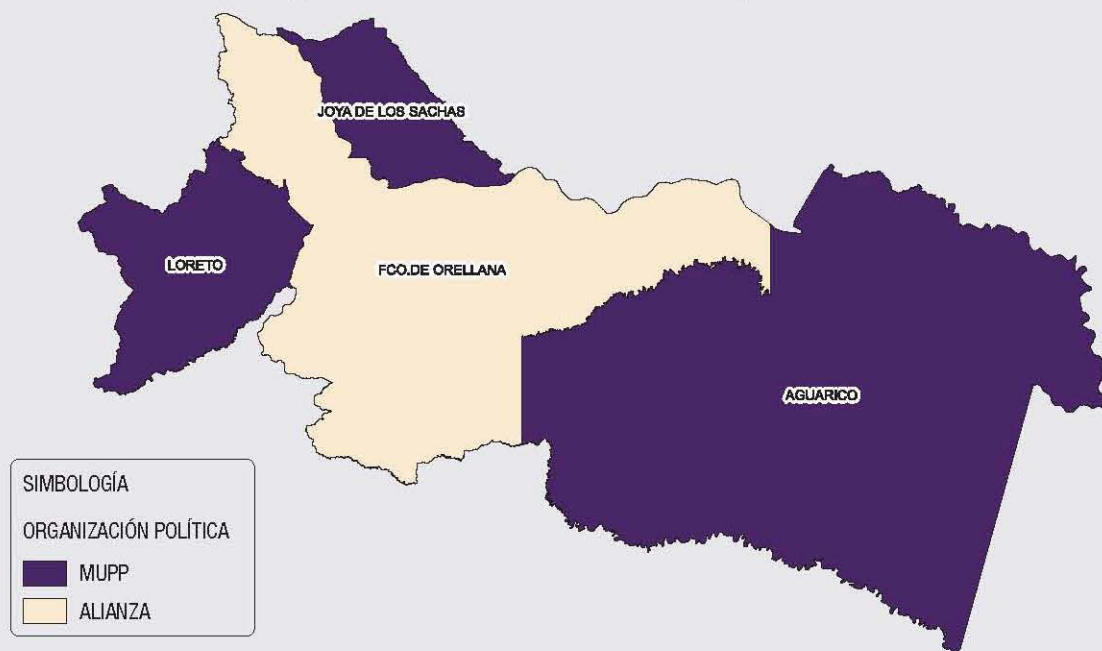 JOYA DE LOS SACHAS
LORETO
FCO.DE ORELLANA
AGUARICO
SIMBOLOGÍA
ORGANIZACIÓN POLÍTICA
MUPP
ALIANZA